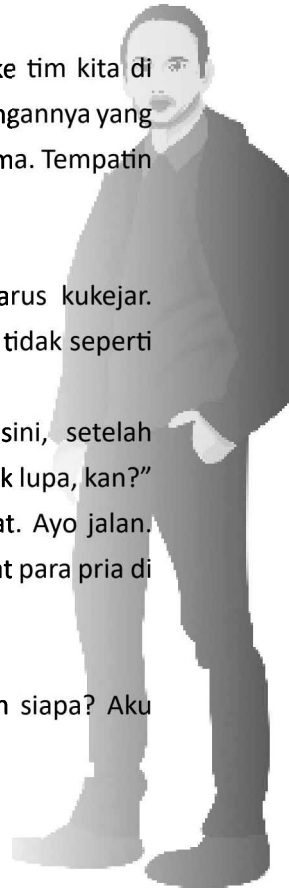 ke tim kita di
ngannya yang
ma. Tempatin
arus kukejar.
tidak seperti
sini, setelah
k lupa, kan?”
at. Ayo jalan.
at para pria di
n siapa? Aku